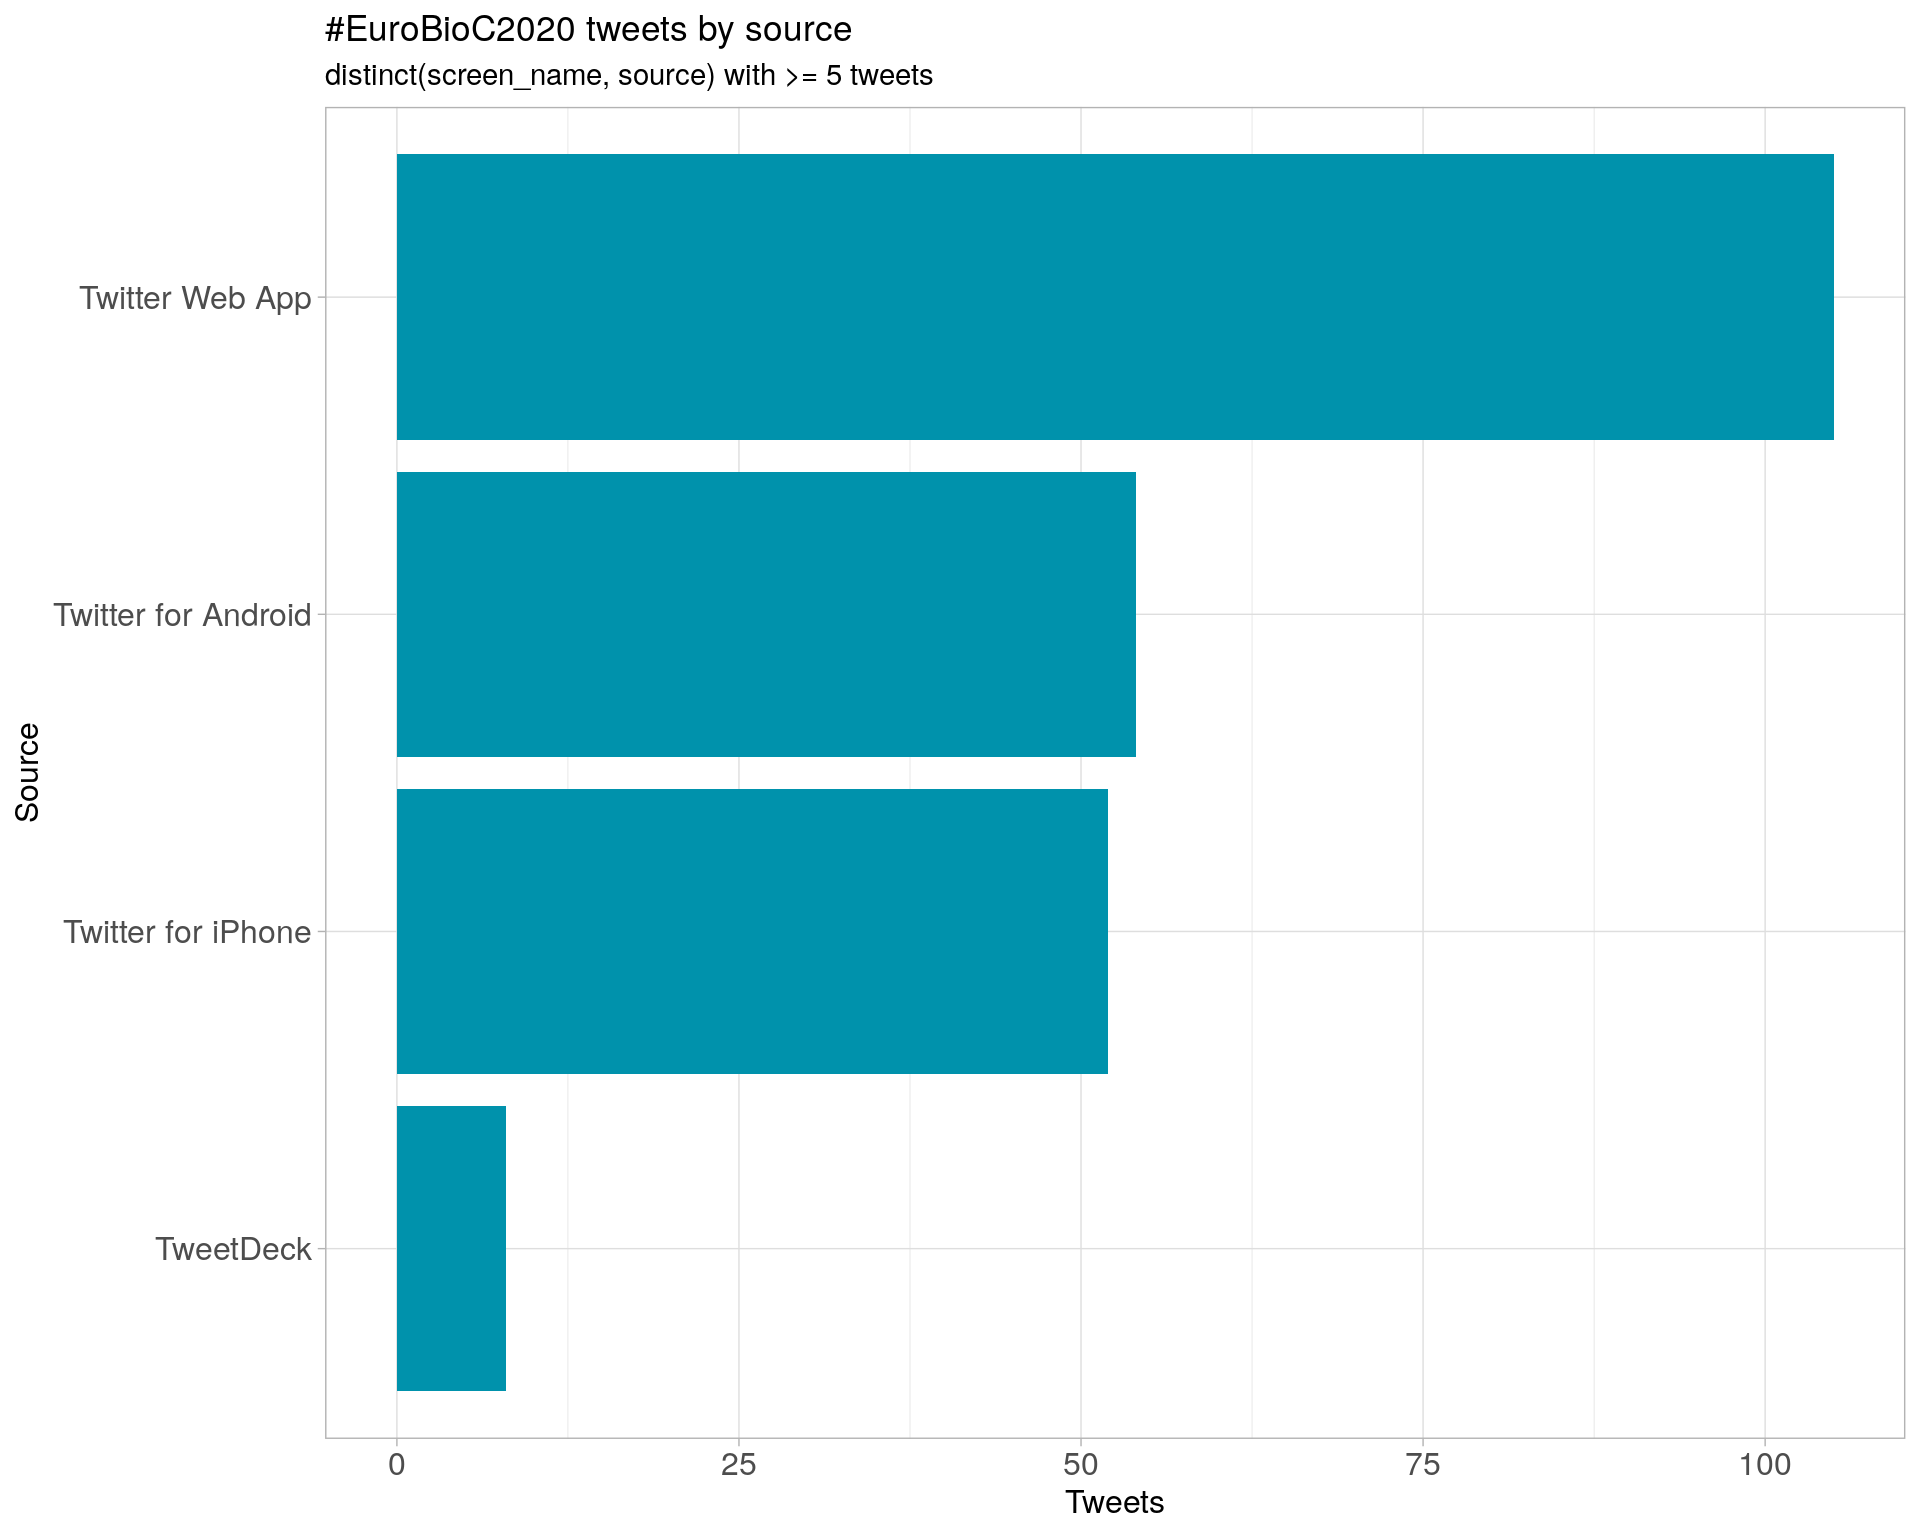 #EuroBioC2020 tweets by source
distinct(screen_name, source) with >= 5 tweets
Source
Twitter Web App
Twitter for Android
Twitter for iPhone
TweetDeck
0 25 50 75 100
Tweets